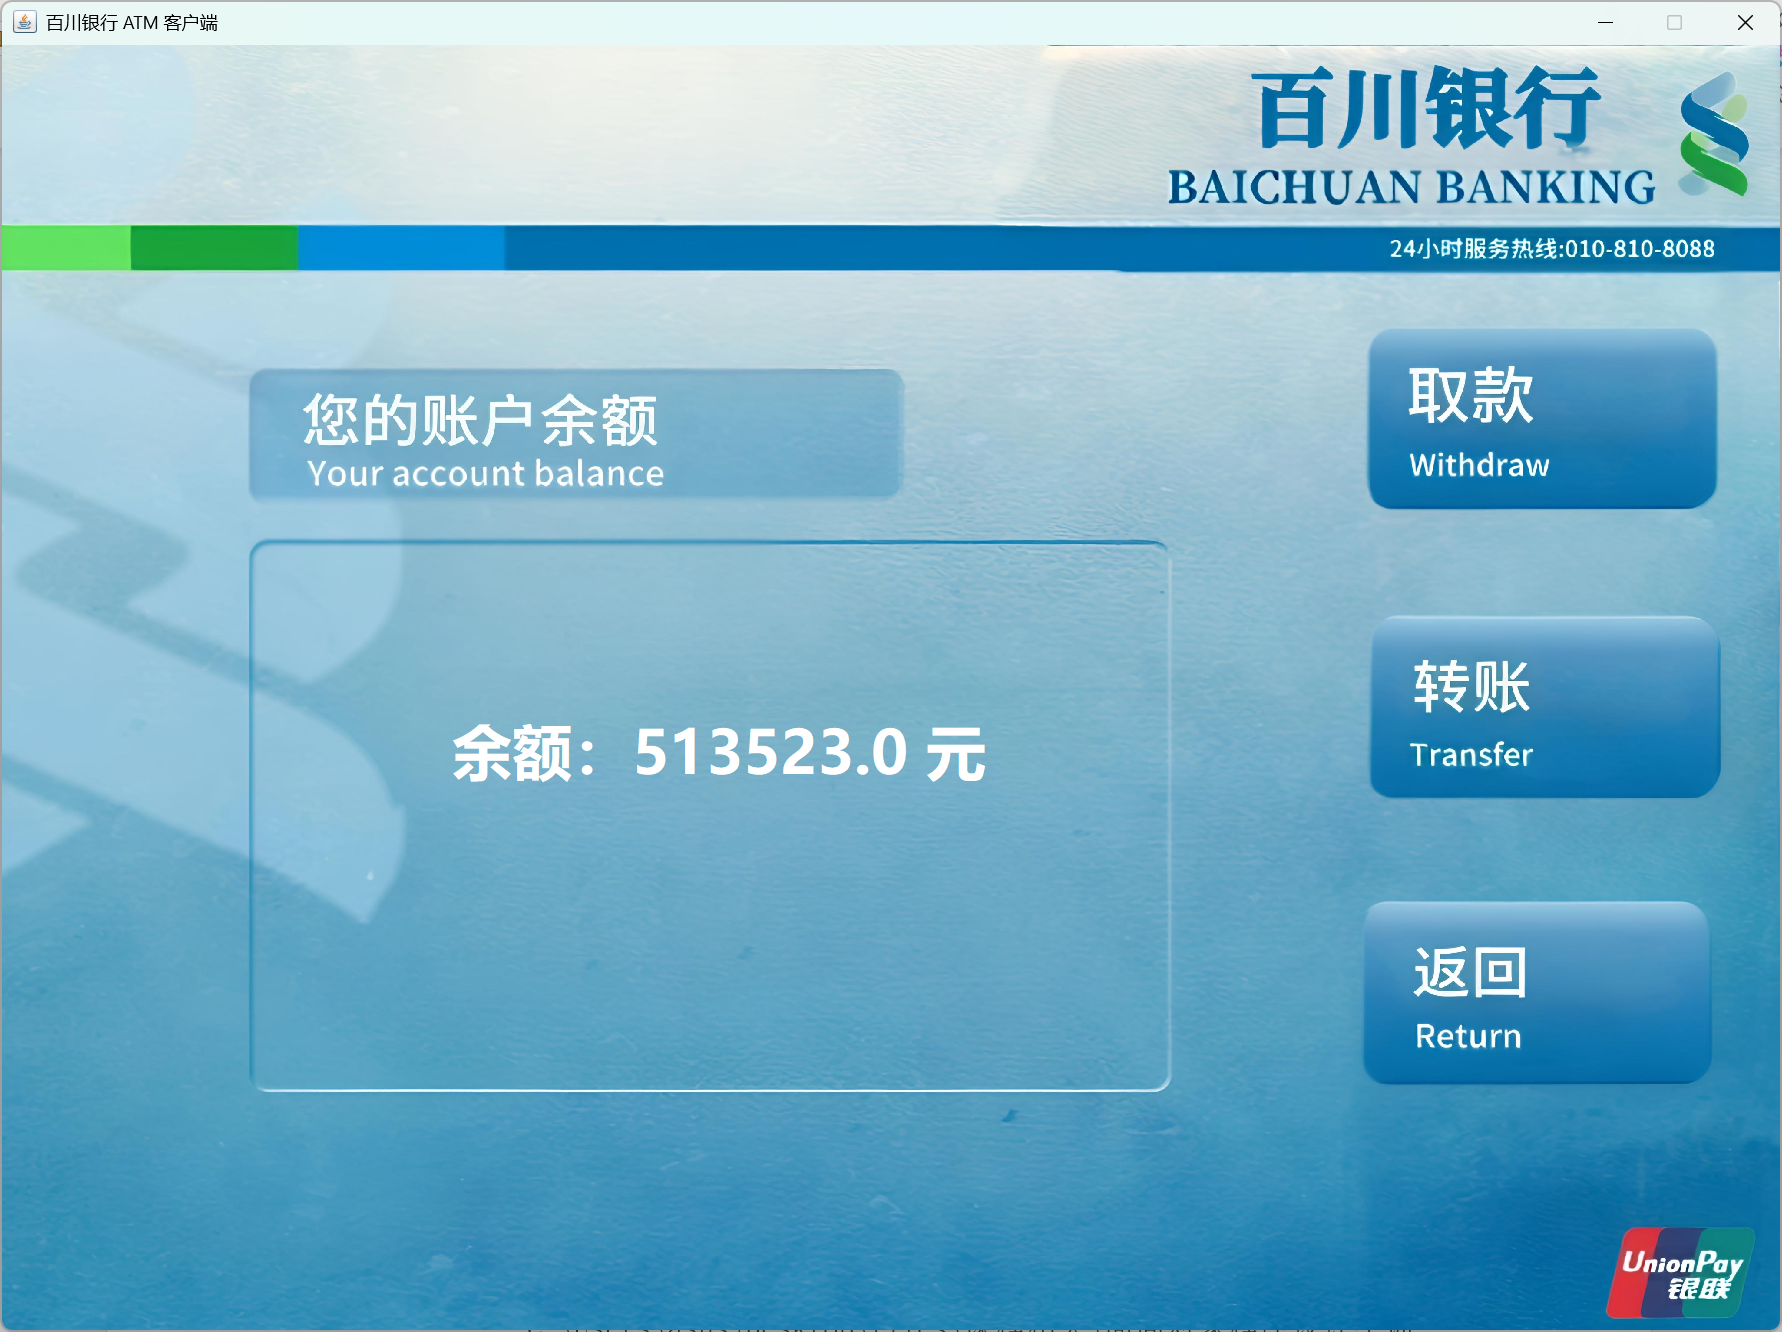 百川银行 ATM 客户端
百川银行
BAICHUAN BANKING
24小时服务热线:010-810-8088
您的账户余额
Your account balance
余额：513523.0 元
取款
Withdraw
转账
Transfer
返回
Return
UnionPay
银联